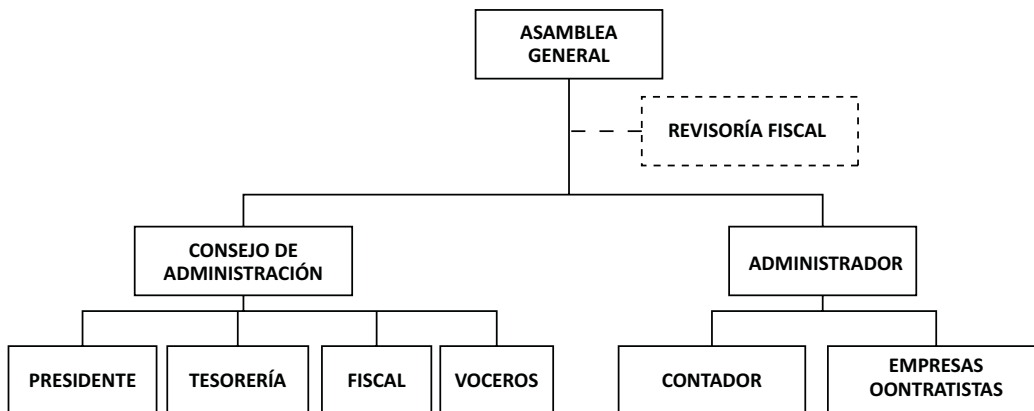 ASAMBLEA
GENERAL
REVISORÍA FISCAL
CONSEJO DE
ADMINISTRACIÓN
ADMINISTRADOR
PRESIDENTE
TESORERÍA
FISCAL
VOCEROS
CONTADOR
EMPRESAS
OONTRATISTAS